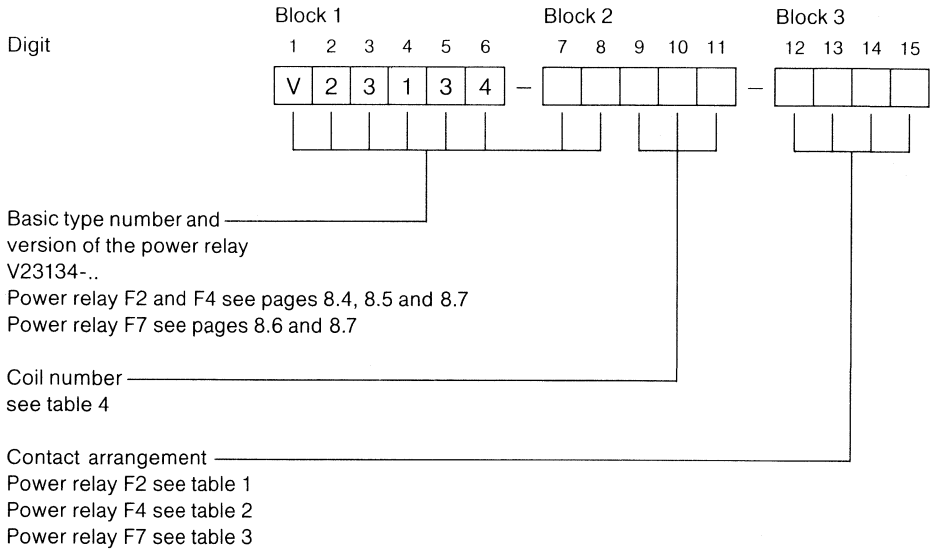 Block 1 Block 2 Block 3
Digit 1 2 3 4 5 6 7 8 9 10 11 12 13 14 15
V 2 3 1 3 4 – –
Basic type number and
version of the power relay
V23134-..
Power relay F2 and F4 see pages 8.4, 8.5 and 8.7
Power relay F7 see pages 8.6 and 8.7
Coil number
see table 4
Contact arrangement
Power relay F2 see table 1
Power relay F4 see table 2
Power relay F7 see table 3